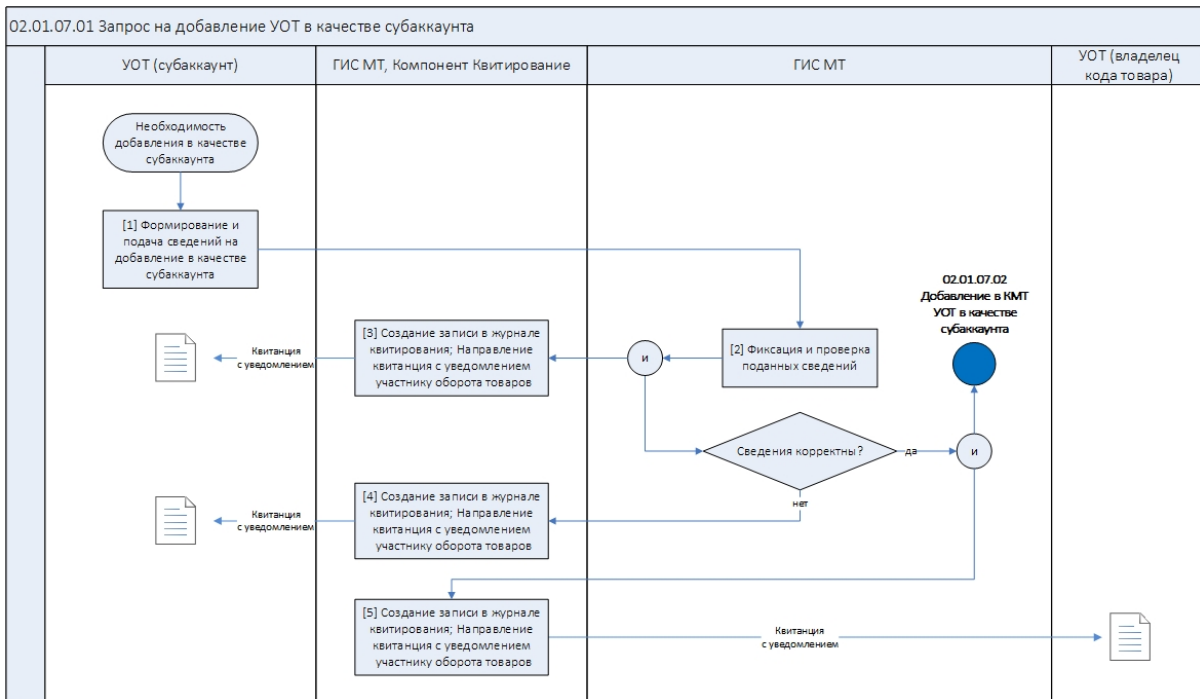 02.01.07.01 Запрос на добавление УОТ в качестве субаккаунта
УОТ (субаккаунт)
ГИС МТ, Компонент Квитирование
ГИС МТ
УОТ (владелец
кода товара)
Необходимость
добавления в качестве
субаккаунта
[1] Формирование и
подача сведений на
добавление в качестве
субаккаунта
02.01.07.02
Добавление в КМТ
УОТ в качестве
субаккаунта
[2] Фиксация и проверка
поданных сведений
и
[3] Создание записи в журнале
квитирования; Направление
квитанция с уведомлением
участнику оборота товаров
Квитанция
с уведомлением
Сведения корректны?
да
и
нет
[4] Создание записи в журнале
квитирования; Направление
квитанция с уведомлением
участнику оборота товаров
Квитанция
с уведомлением
[5] Создание записи в журнале
квитирования; Направление
квитанция с уведомлением
участнику оборота товаров
Квитанция
с уведомлением